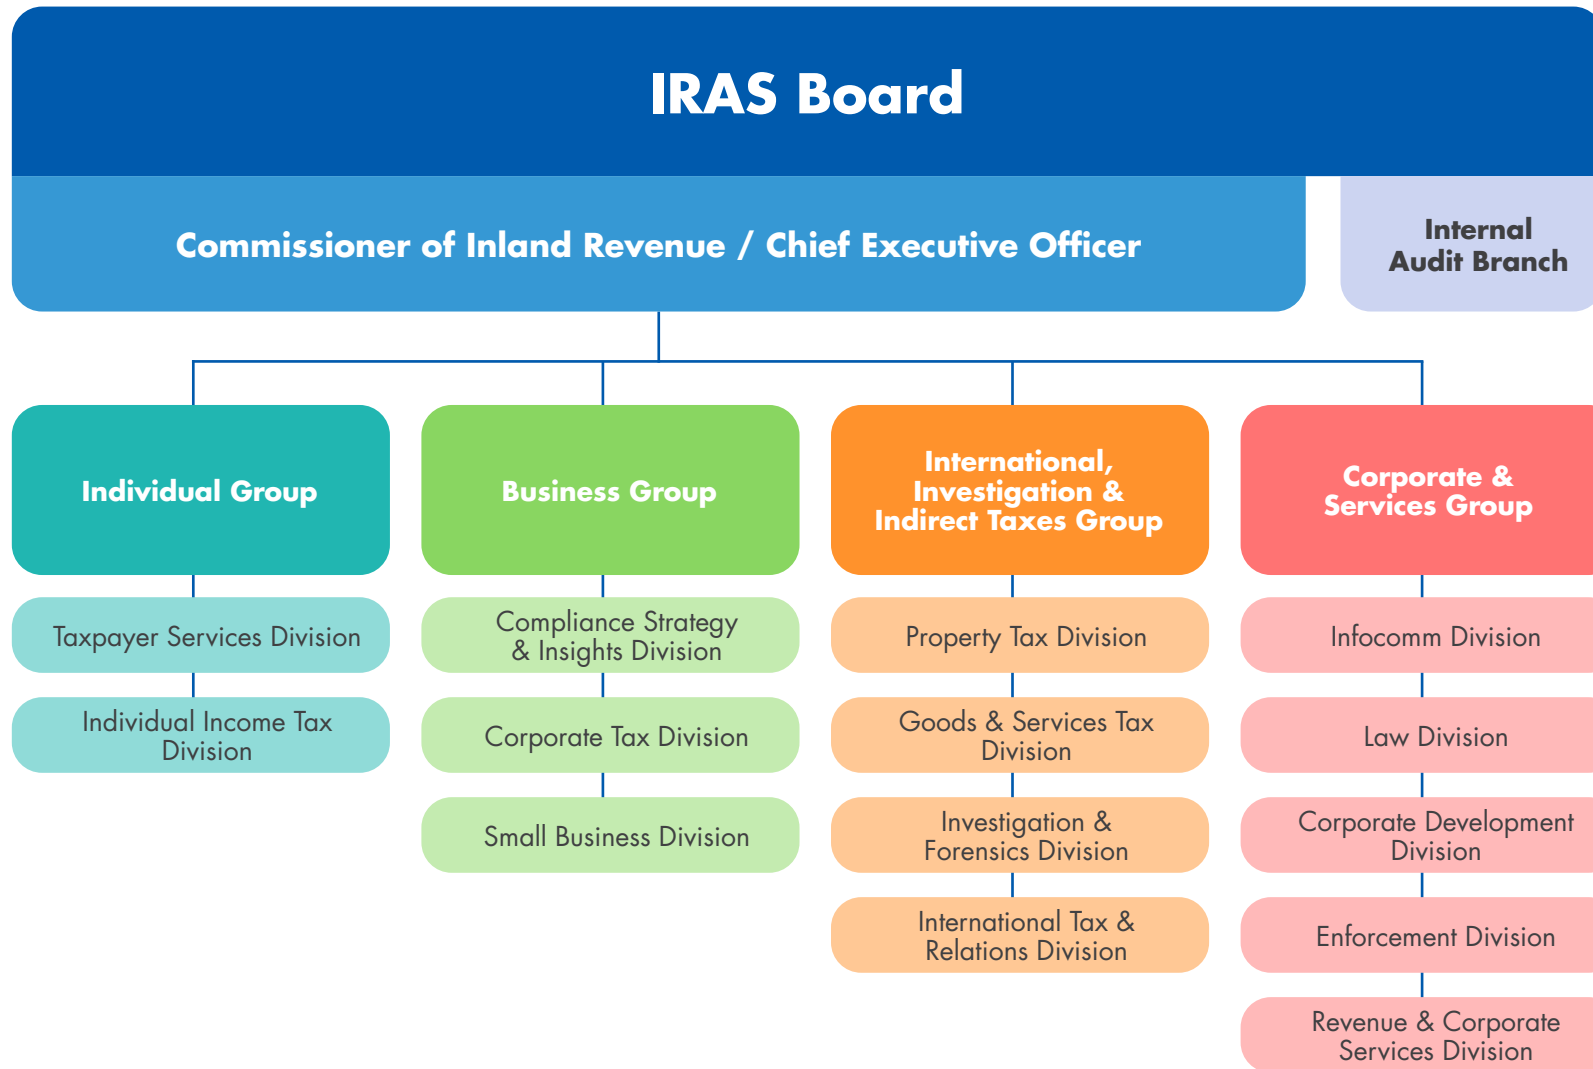 IRAS Board
Commissioner of Inland Revenue / Chief Executive Officer
Internal
Audit Branch
Individual Group
Business Group
International,
Investigation &
Indirect Taxes Group
Corporate &
Services Group
Taxpayer Services Division
Individual Income Tax
Division
Compliance Strategy
& Insights Division
Corporate Tax Division
Small Business Division
Property Tax Division
Goods & Services Tax
Division
Investigation &
Forensics Division
International Tax &
Relations Division
Infocomm Division
Law Division
Corporate Development
Division
Enforcement Division
Revenue & Corporate
Services Division